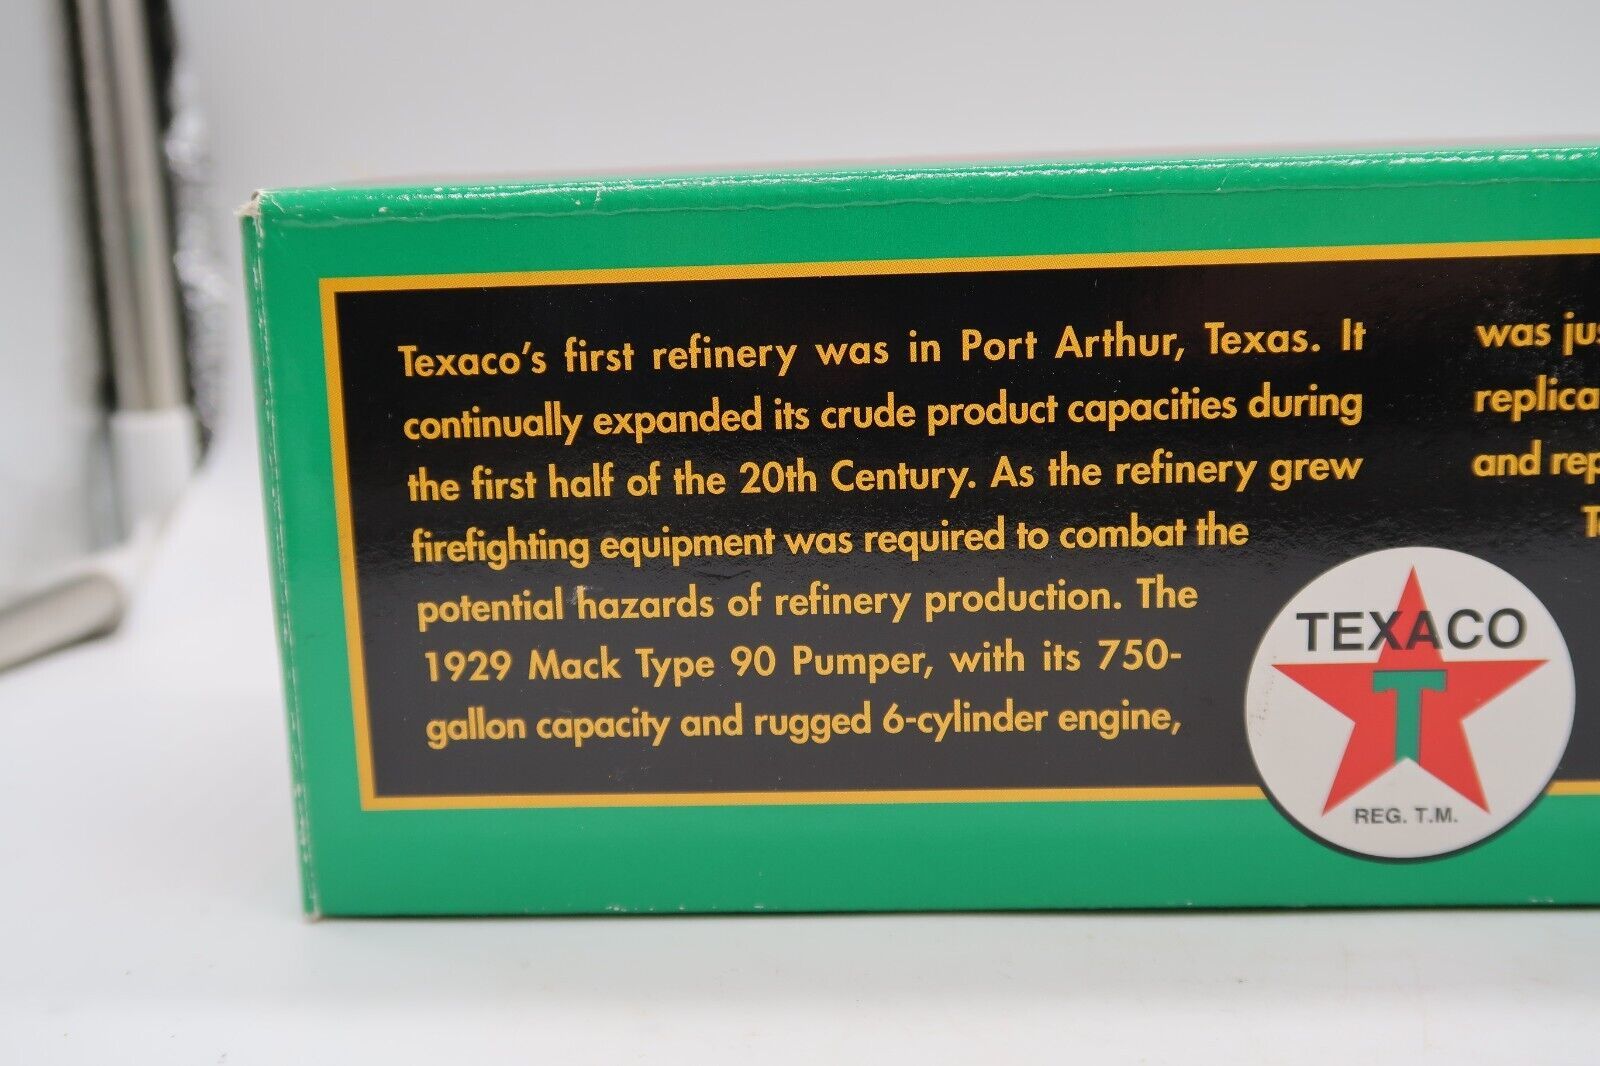 Texaco's first refinery was in Port Arthur, Texas. It
continually expanded its crude product capacities during
the first half of the 20th Century. As the refinery grew
firefighting equipment was required to combat the
potential hazards of refinery production. The
1929 Mack Type 90 Pumper, with its 750-
gallon capacity and rugged 6-cylinder engine,
was
and
TEXACO
T
REG. T.M.